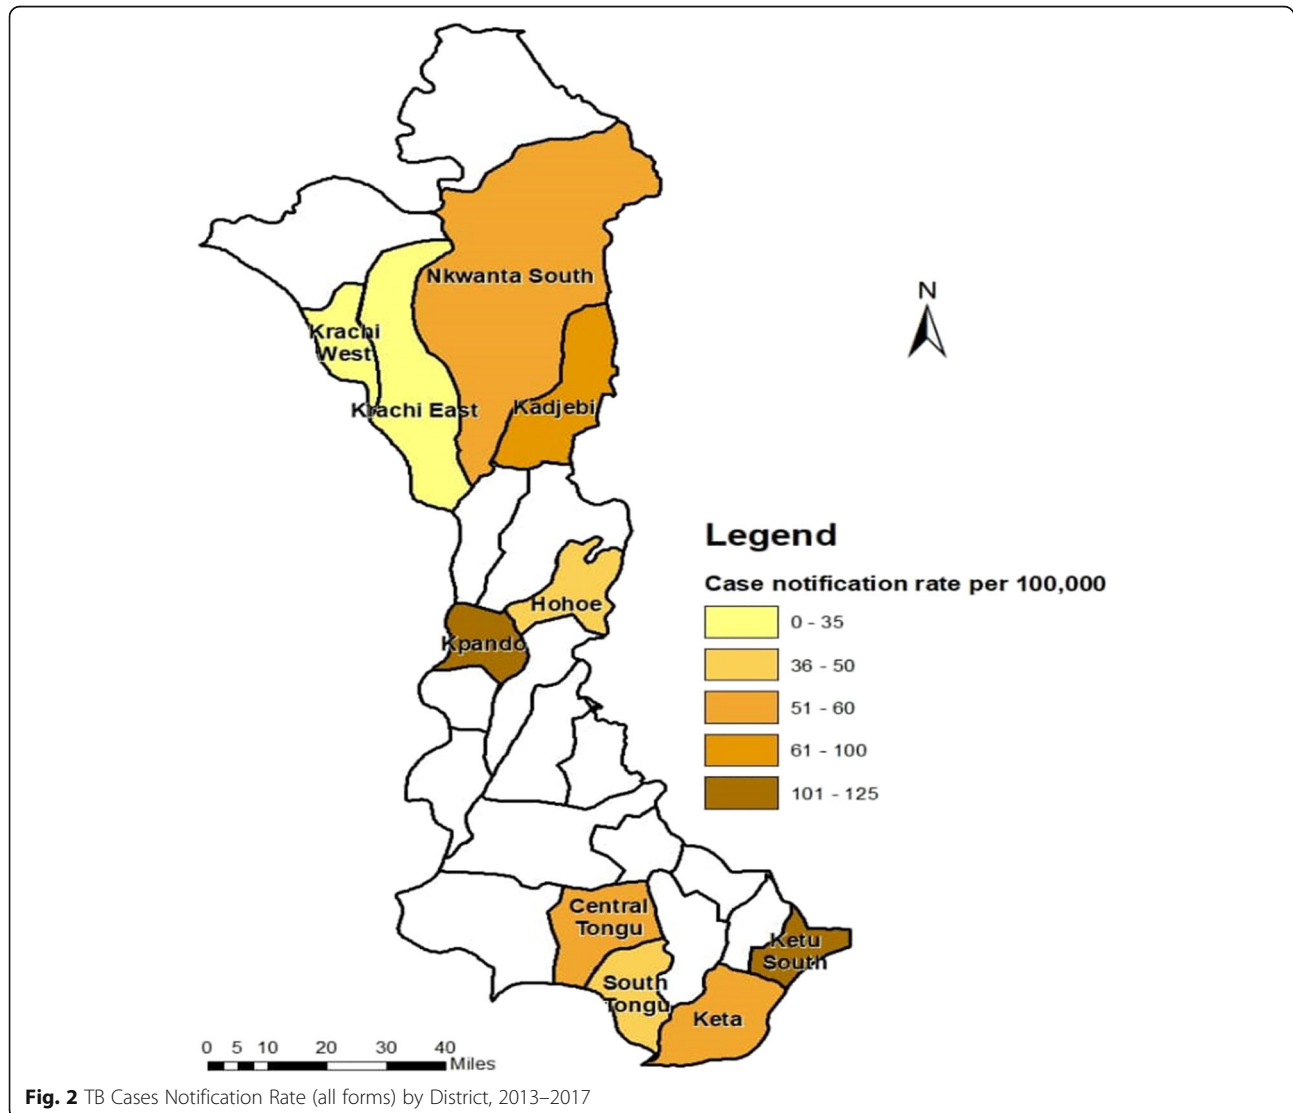 N
Nkwanta South
Krachi
West
Krachi East
Kadjebi
Legend
Case notification rate per 100,000
0 - 35
36 - 50
51 - 60
61 - 100
101 - 125
Hohoe
Kpando
Central
Tongu
Ketu
South
South
Tongu
Keta
0 5 10 20 30 40
Miles
Fig. 2 TB Cases Notification Rate (all forms) by District, 2013–2017